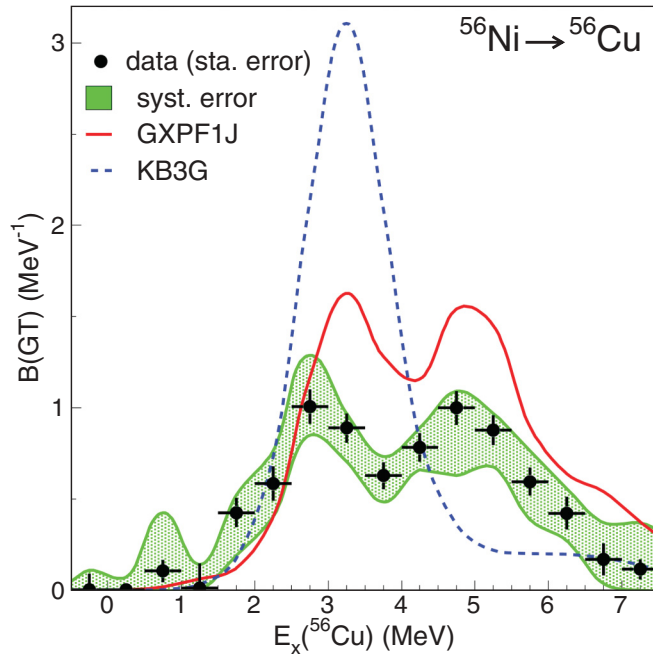 ⁵⁶Ni → ⁵⁶Cu
data (sta. error)
syst. error
GXPF1J
KB3G
B(GT) (MeV⁻¹)
3
2
1
0
0 1 2 3 4 5 6 7
Eₓ(⁵⁶Cu) (MeV)